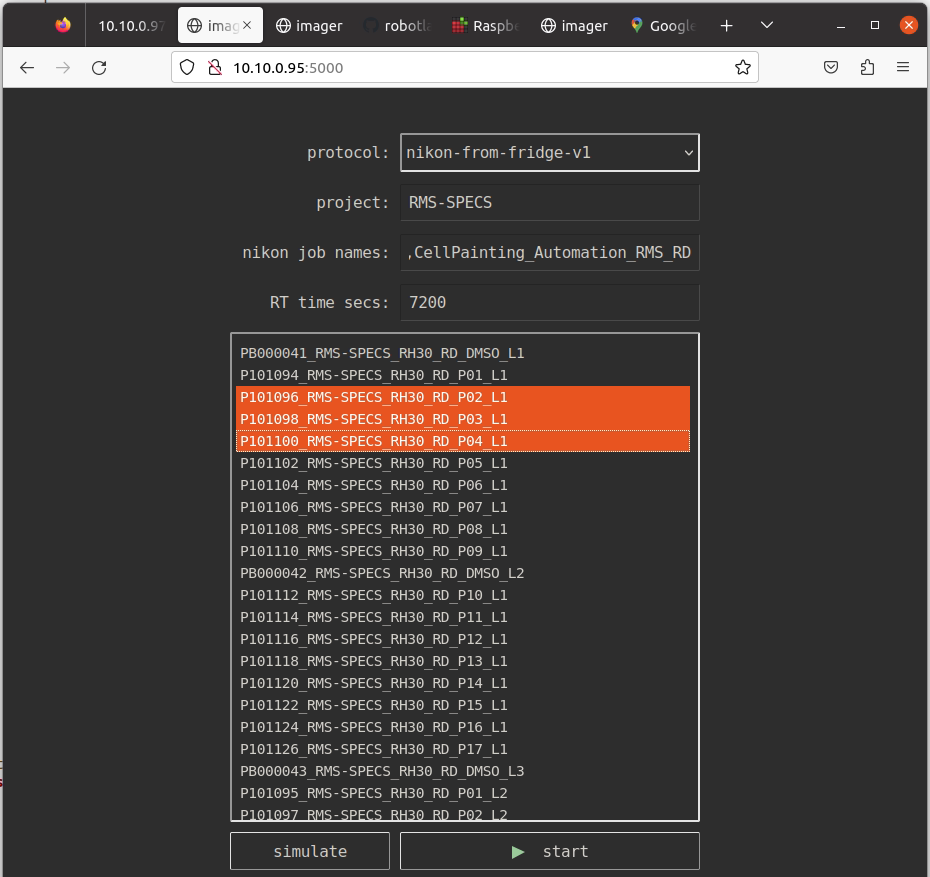 10.10.0.97
imag
imager
robotla
Raspb
imager
Google
10.10.0.95:5000
protocol: nikon-from-fridge-v1
project: RMS-SPECS
nikon job names: ,CellPainting_Automation_RMS_RD
RT time secs: 7200
PB000041_RMS-SPECS_RH30_RD_DMSO_L1
P101094_RMS-SPECS_RH30_RD_P01_L1
P101096_RMS-SPECS_RH30_RD_P02_L1
P101098_RMS-SPECS_RH30_RD_P03_L1
P101100_RMS-SPECS_RH30_RD_P04_L1
P101102_RMS-SPECS_RH30_RD_P05_L1
P101104_RMS-SPECS_RH30_RD_P06_L1
P101106_RMS-SPECS_RH30_RD_P07_L1
P101108_RMS-SPECS_RH30_RD_P08_L1
P101110_RMS-SPECS_RH30_RD_P09_L1
PB000042_RMS-SPECS_RH30_RD_DMSO_L2
P101112_RMS-SPECS_RH30_RD_P10_L1
P101114_RMS-SPECS_RH30_RD_P11_L1
P101116_RMS-SPECS_RH30_RD_P12_L1
P101118_RMS-SPECS_RH30_RD_P13_L1
P101120_RMS-SPECS_RH30_RD_P14_L1
P101122_RMS-SPECS_RH30_RD_P15_L1
P101124_RMS-SPECS_RH30_RD_P16_L1
P101126_RMS-SPECS_RH30_RD_P17_L1
PB000043_RMS-SPECS_RH30_RD_DMSO_L3
P101095_RMS-SPECS_RH30_RD_P01_L2
P101097_RMS-SPECS_RH30_RD_P02_L2
simulate
start